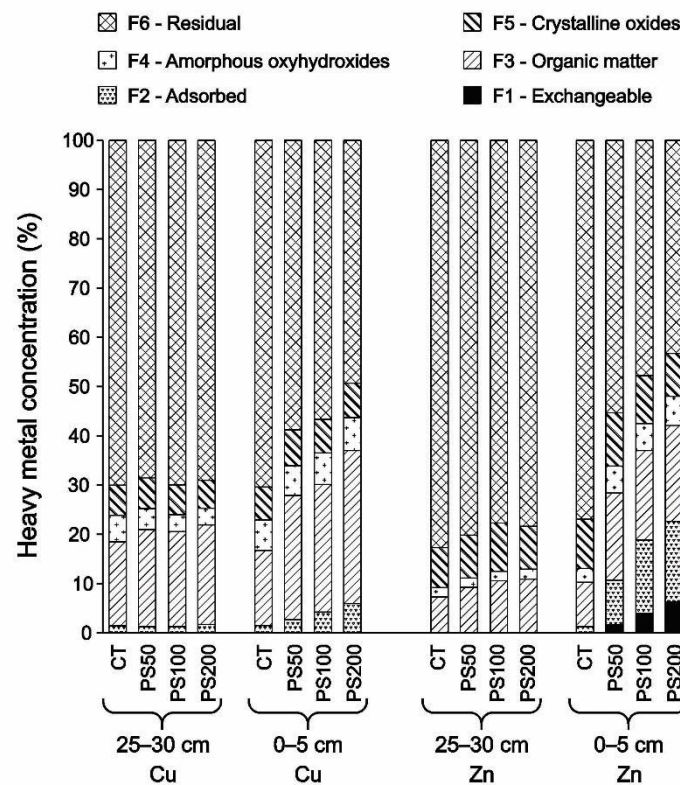 F6 - Residual
F5 - Crystalline oxides
F4 - Amorphous oxyhydroxides
F3 - Organic matter
F2 - Adsorbed
F1 - Exchangeable
Heavy metal concentration (%)
100
90
80
70
60
50
40
30
20
10
0
CT PS50 PS100 PS200 CT PS50 PS100 PS200 CT PS50 PS100 PS200 CT PS50 PS100 PS200
25–30 cm 0–5 cm 25–30 cm 0–5 cm
Cu Cu Zn Zn